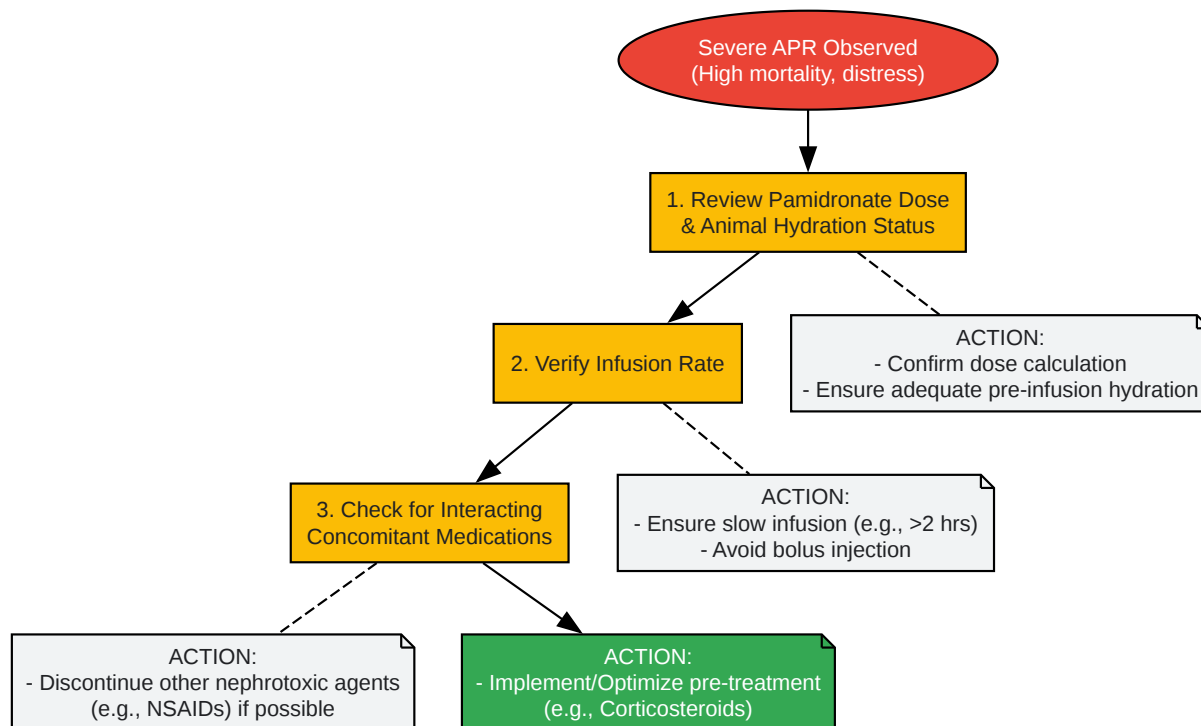 Severe APR Observed
(High mortality, distress)
1. Review Pamidronate Dose
& Animal Hydration Status
ACTION:
- Confirm dose calculation
- Ensure adequate pre-infusion hydration
2. Verify Infusion Rate
ACTION:
- Ensure slow infusion (e.g., >2 hrs)
- Avoid bolus injection
3. Check for Interacting
Concomitant Medications
ACTION:
- Discontinue other nephrotoxic agents
(e.g., NSAIDs) if possible
ACTION:
- Implement/Optimize pre-treatment
(e.g., Corticosteroids)